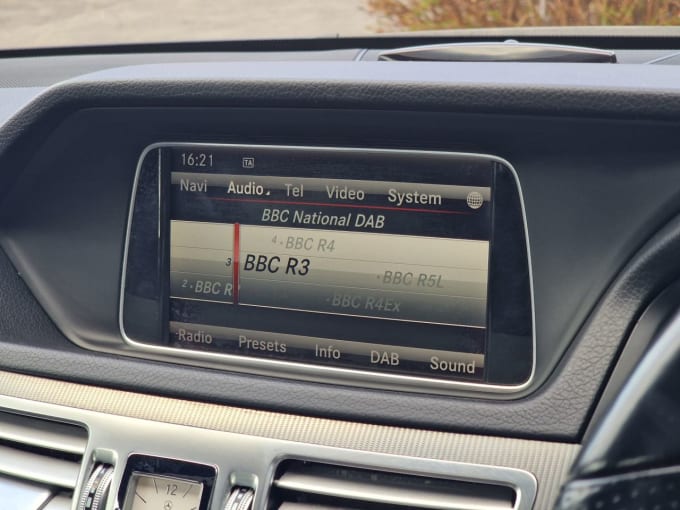 16:21 TA
Navi Audio Tel Video System
BBC National DAB
4 · BBC R4
3 BBC R3
· BBC R5L
2 · BBC R
· BBC R4Ex
Radio Presets Info DAB Sound
12